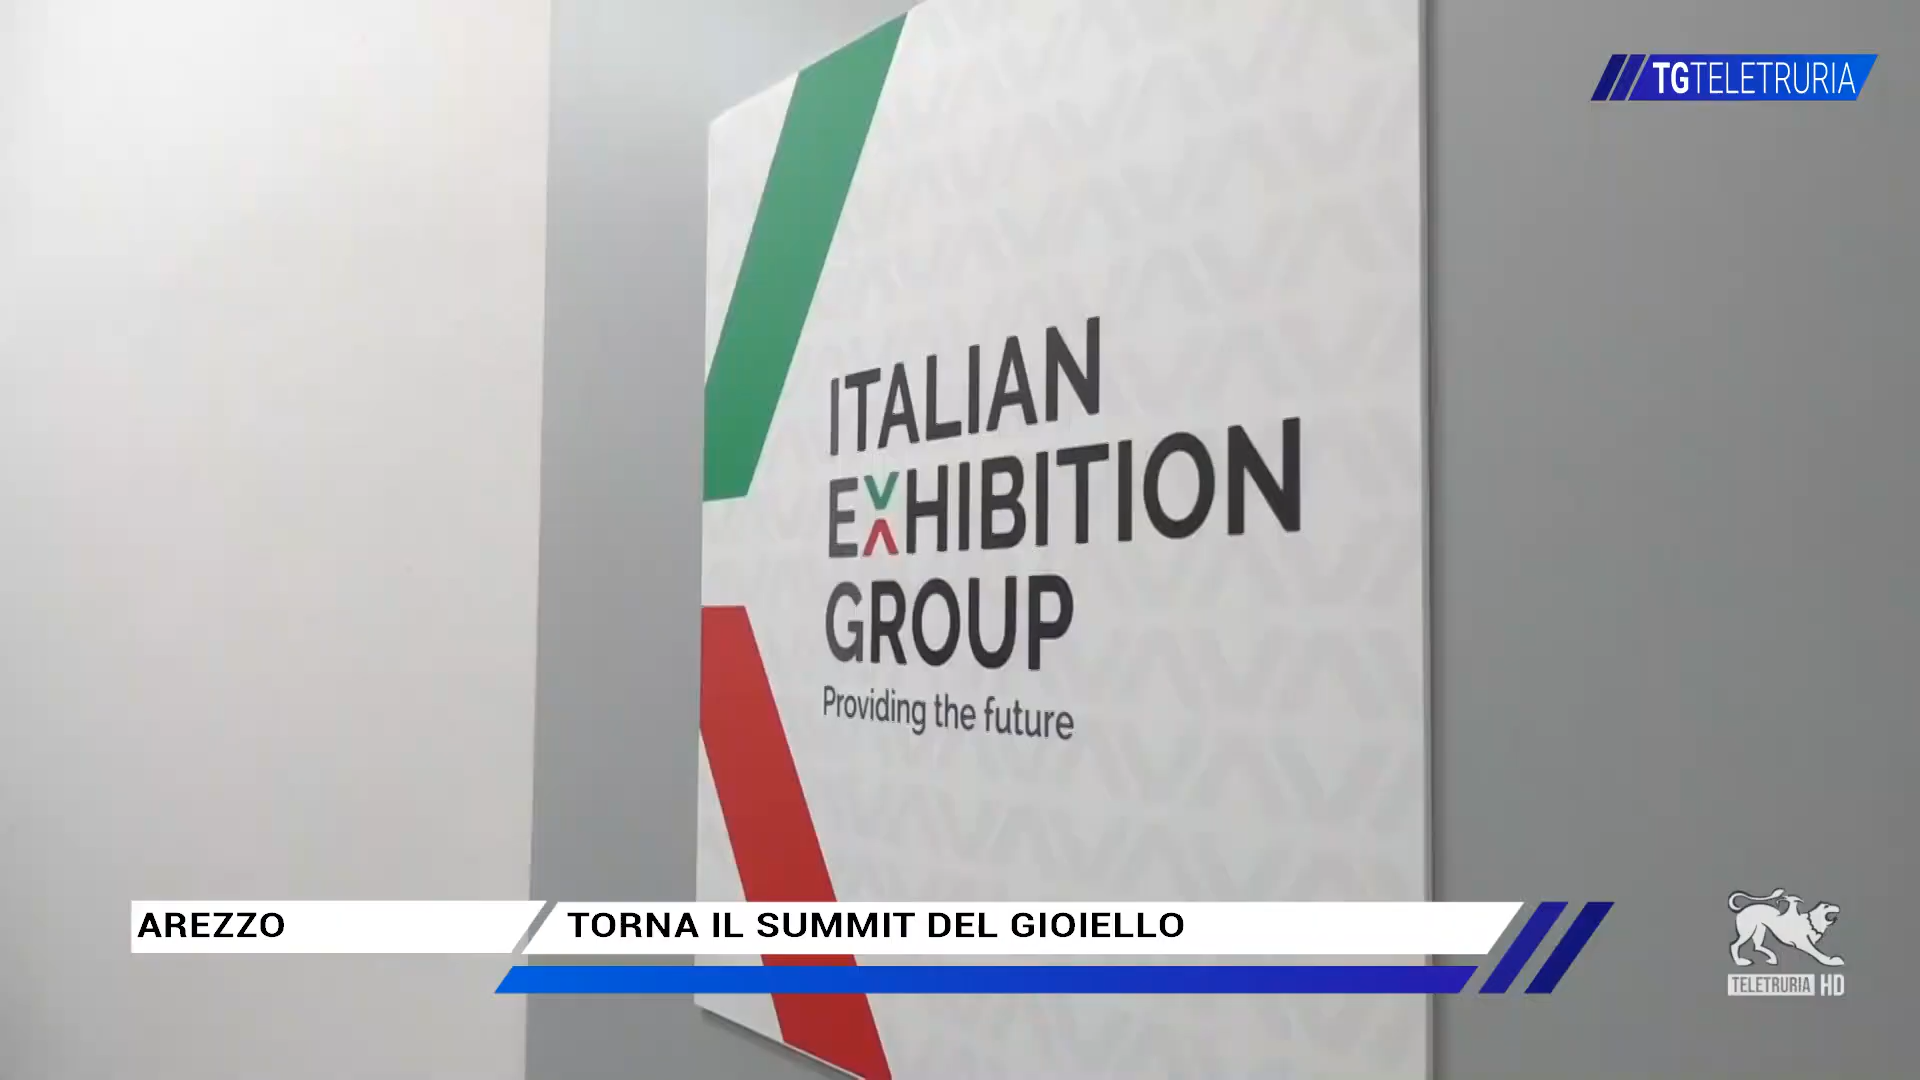 TGTELETRURIA
ITALIAN
EXHIBITION
GROUP
Providing the future
AREZZO
TORNA IL SUMMIT DEL GIOIELLO
TELETRURIA HD